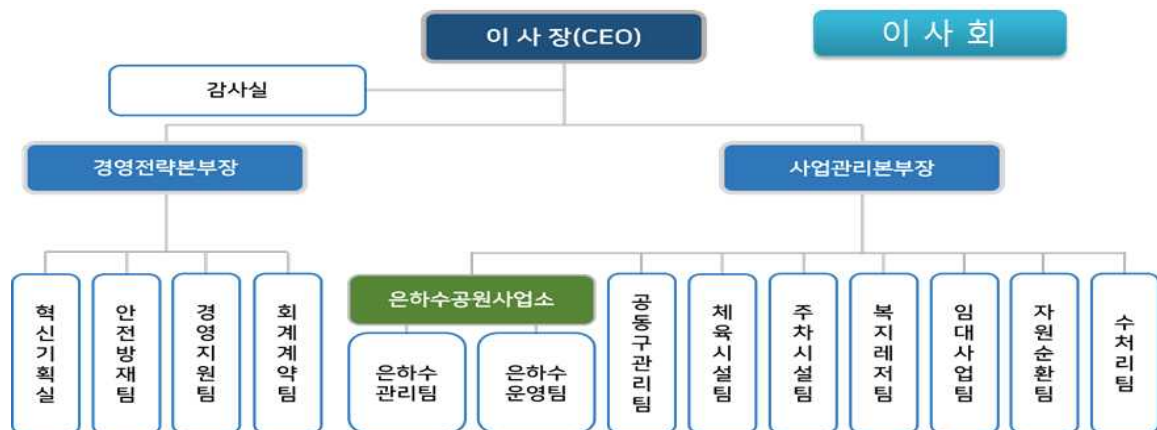 이 사 장(CEO)
이 사 회
감사실
경영전략본부장
사업관리본부장
혁신기획실
안전방재팀
경영지원팀
회계계약팀
은하수공원사업소
은하수
관리팀
은하수
운영팀
공동구관리팀
체육시설팀
주차시설팀
복지레저팀
임대사업팀
자원순환팀
수처리팀